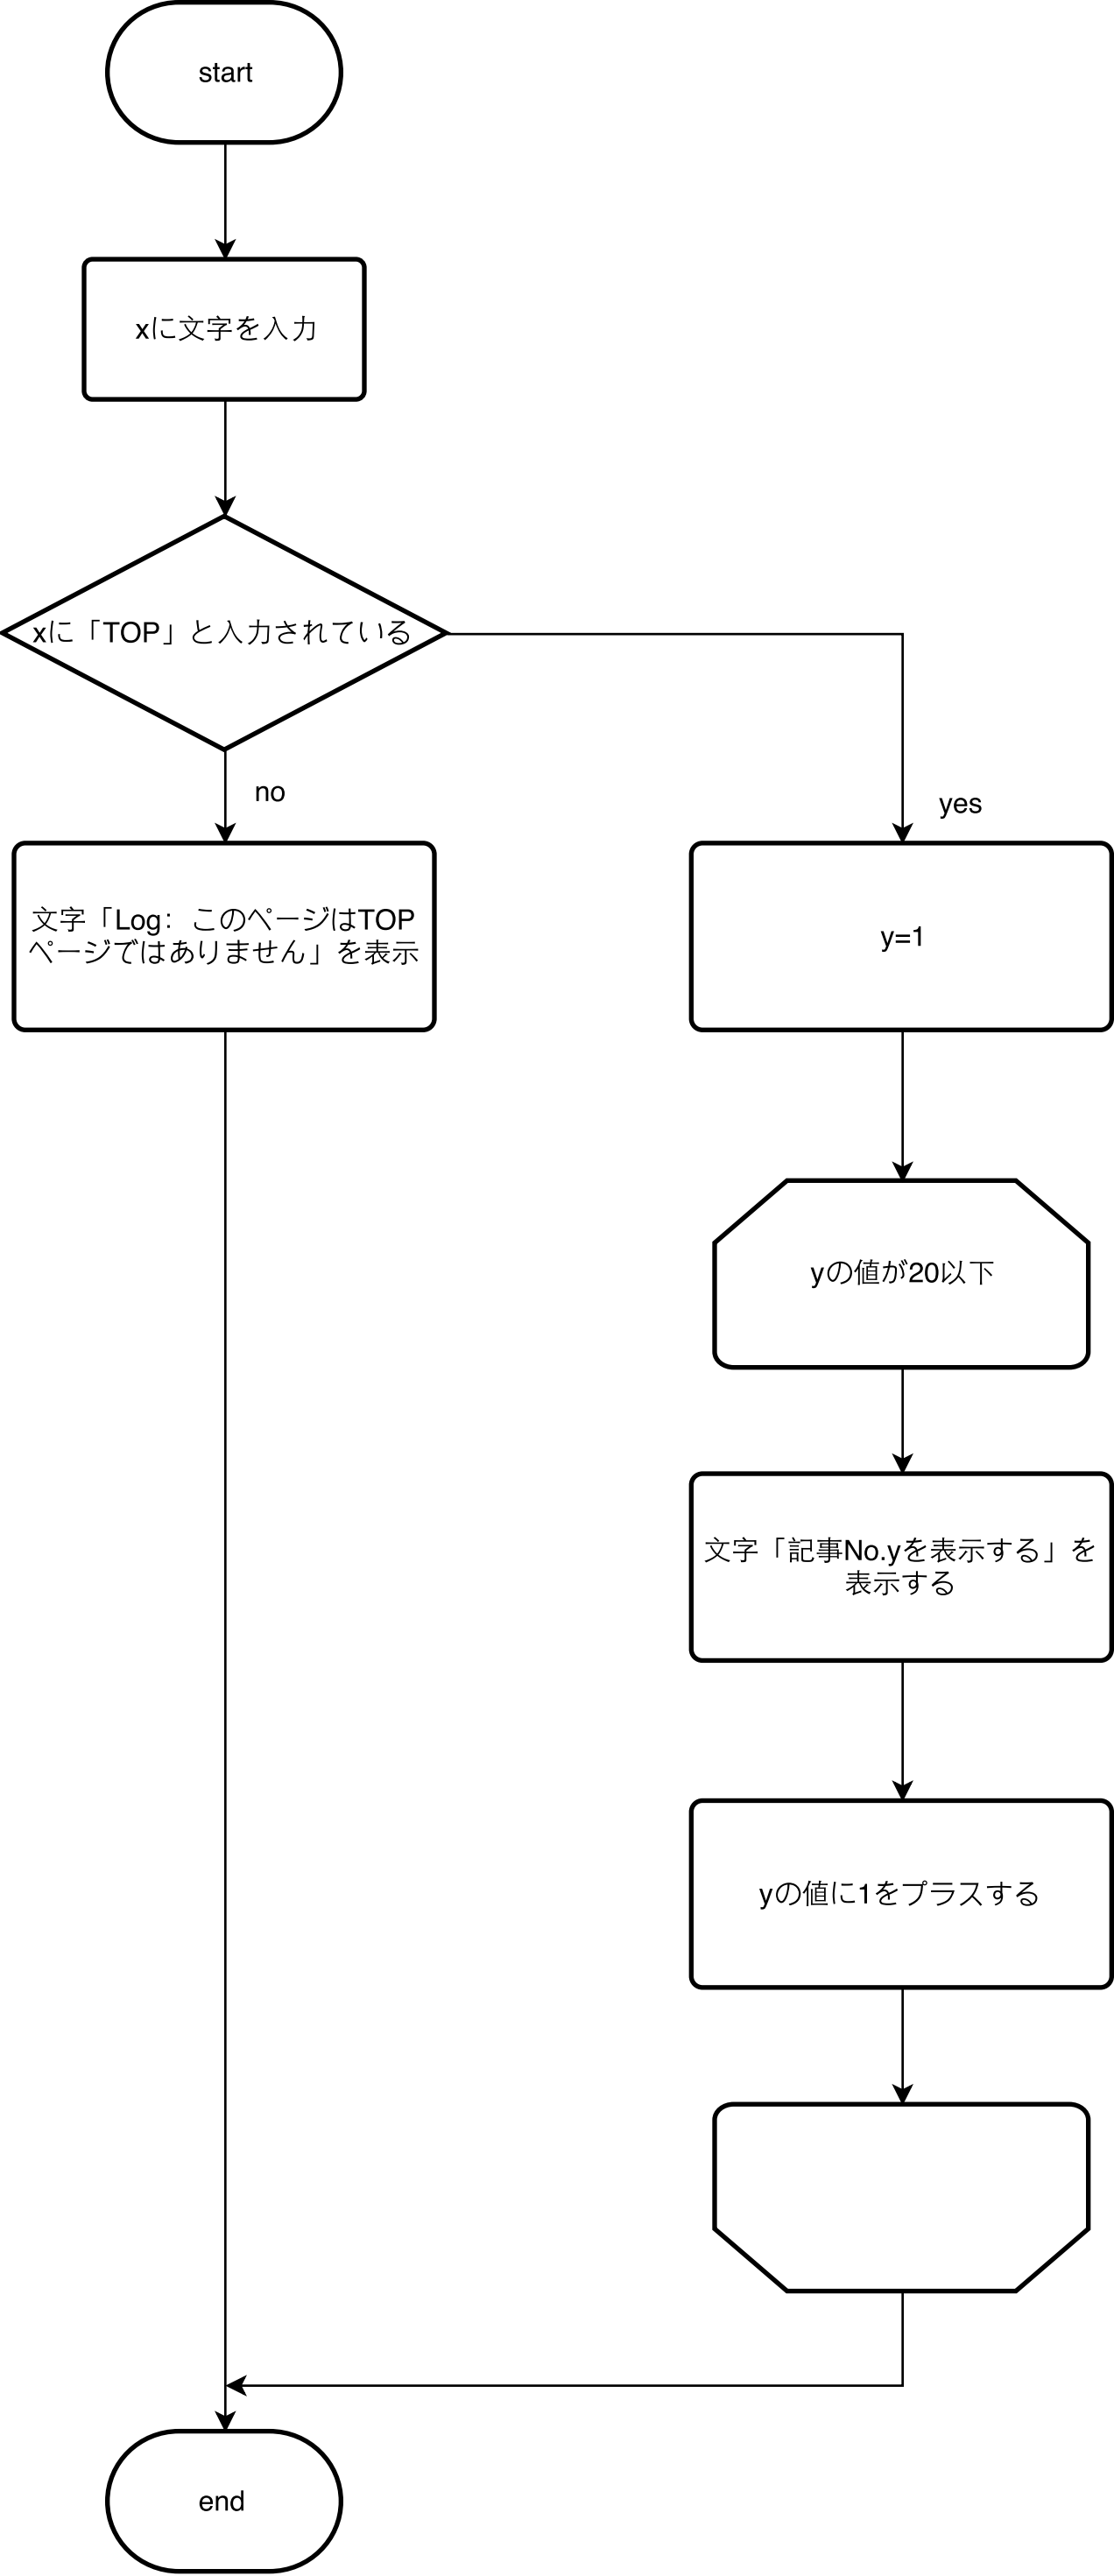 start
xに文字を入力
xに「TOP」と入力されている
no
yes
文字「Log：このページはTOP
ページではありません」を表示
y=1
yの値が20以下
文字「記事No.yを表示する」を
表示する
yの値に1をプラスする
end